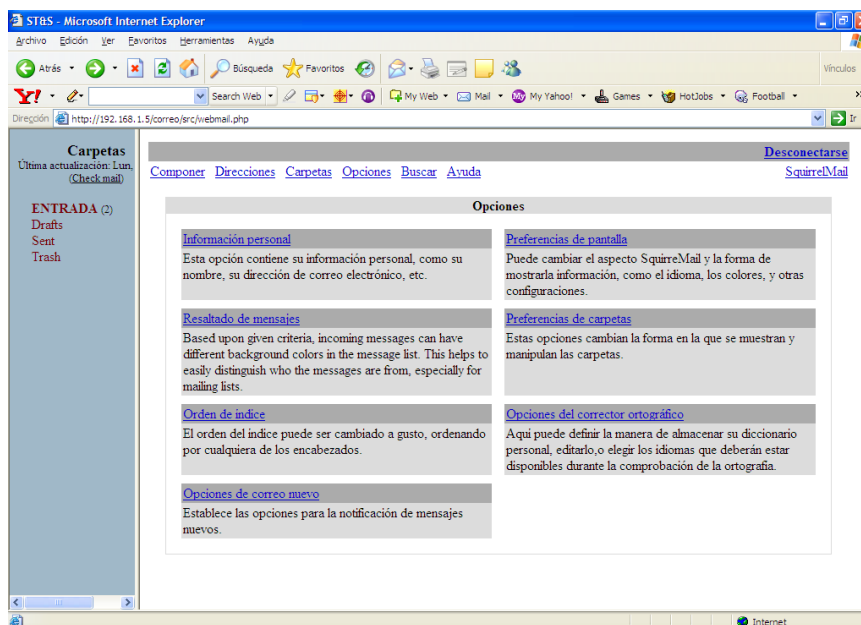 ST&S - Microsoft Internet Explorer
Archivo Edición Ver Favoritos Herramientas Ayuda
Atrás Búsqueda Favoritos Vínculos
Y! Search Web My Web Mail My Yahoo! Games HotJobs Football
Dirección http://192.168.1.5/correo/src/webmail.php Ir
Carpetas
Última actualización: Lun,
(Check mail)
ENTRADA (2)
Drafts
Sent
Trash
Desconectarse
Componer Direcciones Carpetas Opciones Buscar Ayuda SquirrelMail
Opciones
Información personal
Esta opción contiene su información personal, como su
nombre, su dirección de correo electrónico, etc.
Preferencias de pantalla
Puede cambiar el aspecto SquirreMail y la forma de
mostrarla información, como el idioma, los colores, y otras
configuraciones.
Resaltado de mensajes
Based upon given criteria, incoming messages can have
different background colors in the message list. This helps to
easily distinguish who the messages are from, especially for
mailing lists.
Preferencias de carpetas
Estas opciones cambian la forma en la que se muestran y
manipulan las carpetas.
Orden de indice
El orden del indice puede ser cambiado a gusto, ordenando
por cualquiera de los encabezados.
Opciones del corrector ortográfico
Aqui puede definir la manera de almacenar su diccionario
personal, editarlo,o elegir los idiomas que deberán estar
disponibles durante la comprobación de la ortografía.
Opciones de correo nuevo
Establece las opciones para la notificación de mensajes
nuevos.
Internet